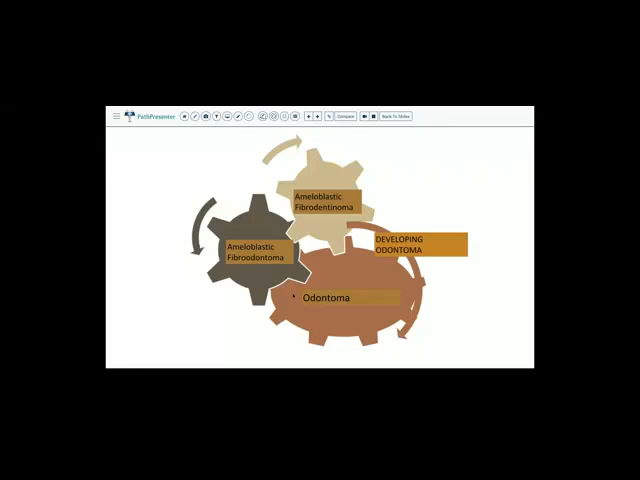 PathPresenter
Compare
Back To Slides
Ameloblastic
Fibrodentinoma
DEVELOPING
ODONTOMA
Ameloblastic
Fibroodontoma
Odontoma